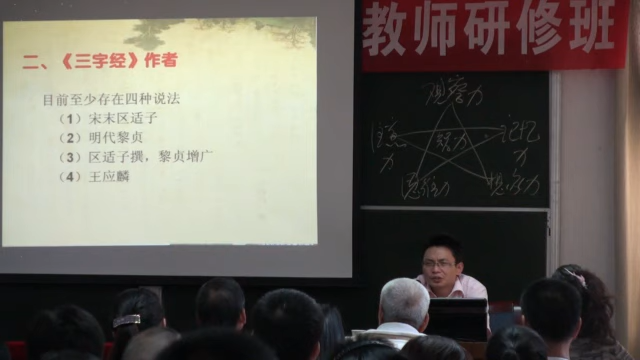 二、《三字经》作者
目前至少存在四种说法
（1）宋末区适子
（2）明代黎贞
（3）区适子撰，黎贞增广
（4）王应麟
教师研修班
观察力
注意力
智力
记忆力
思维力
想象力